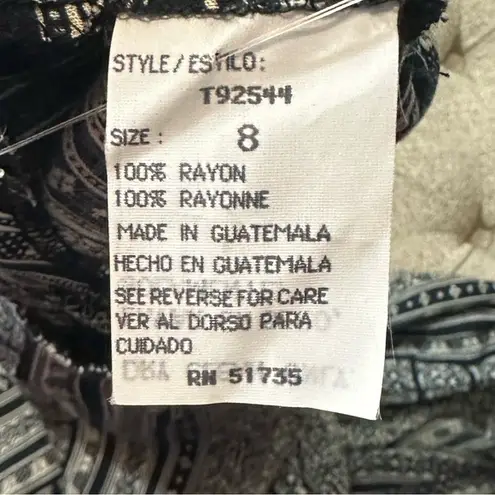 STYLE/ESTILO:
T92544
SIZE: 8
100% RAYON
100% RAYONNE
MADE IN GUATEMALA
HECHO EN GUATEMALA
SEE REVERSE FOR CARE
VER AL DORSO PARA
CUIDADO
RN 51735